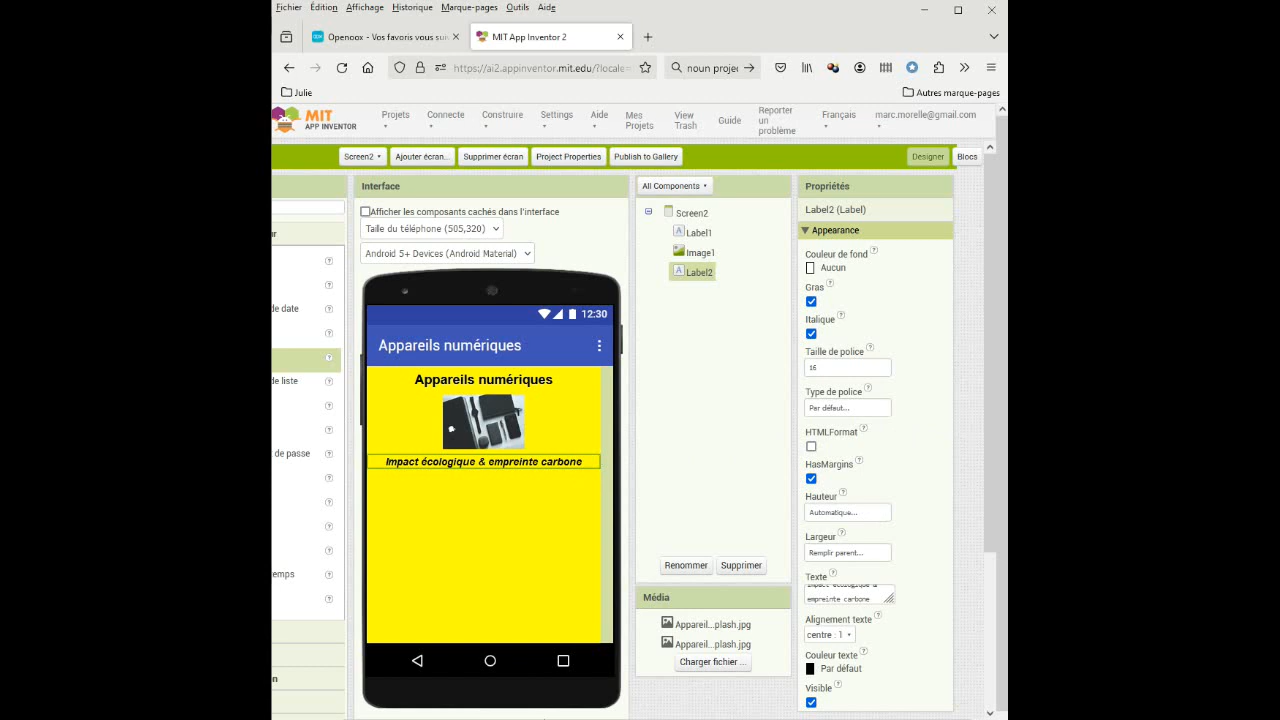 Fichier Édition Affichage Historique Marque-pages Outils Aide
Openoox - Vos favoris vous sui
MIT App Inventor 2
https://ai2.appinventor.mit.edu/?locale=
noun projec
Julie
Autres marque-pages
MIT
APP INVENTOR
Projets
Connecte
Construire
Settings
Aide
Mes
Projets
View
Trash
Guide
Reporter
un
problème
Français
marc.morelle@gmail.com
Screen2
Ajouter écran...
Supprimer écran
Project Properties
Publish to Gallery
Designer
Blocs
ur
de date
de liste
de passe
emps
on
Interface
Afficher les composants cachés dans l'interface
Taille du téléphone (505,320)
Android 5+ Devices (Android Material)
12:30
Appareils numériques
Appareils numériques
Impact écologique & empreinte carbone
All Components
Screen2
Label1
Image1
Label2
Renommer
Supprimer
Média
Appareil...plash.jpg
Appareil...plash.jpg
Charger fichier ...
Propriétés
Label2 (Label)
Appearance
Couleur de fond
Aucun
Gras
Italique
Taille de police
16
Type de police
Par défaut...
HTMLFormat
HasMargins
Hauteur
Automatique...
Largeur
Remplir parent...
Texte
Impact écologique &
empreinte carbone
Alignement texte
centre : 1
Couleur texte
Par défaut
Visible